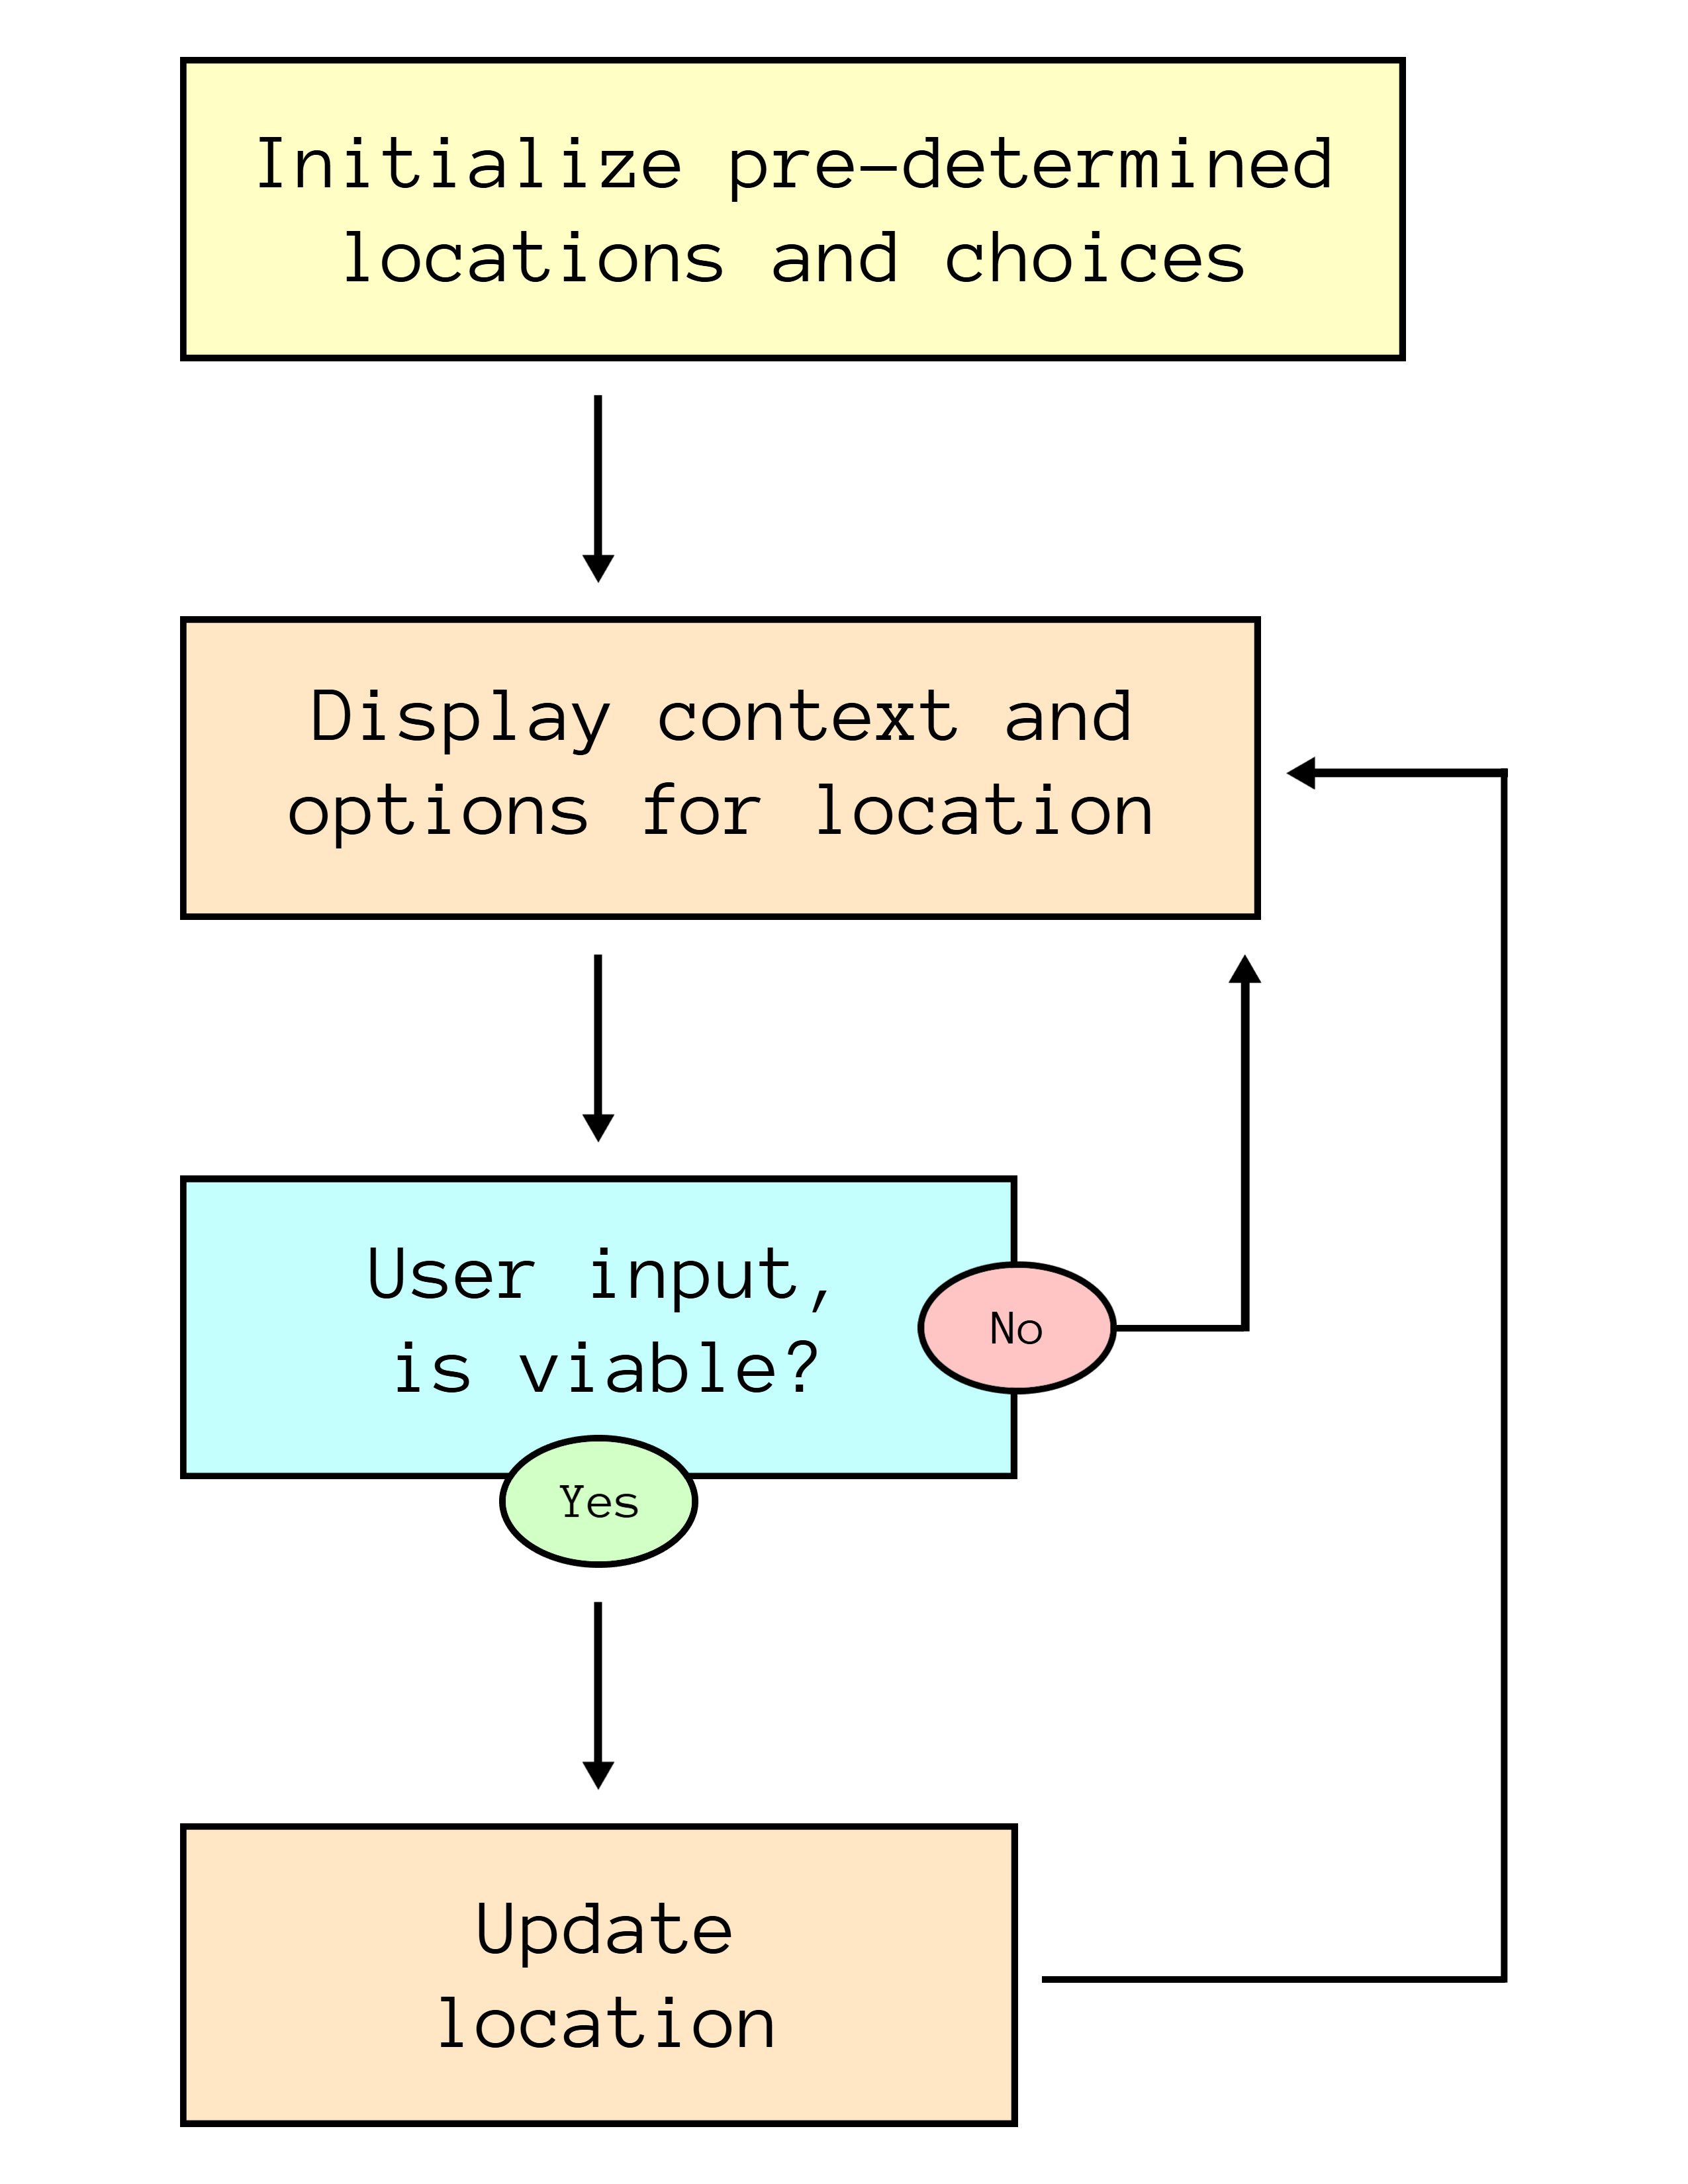 Initialize pre-determined
locations and choices
Display context and
options for location
User input,
is viable?
No
Yes
Update
location